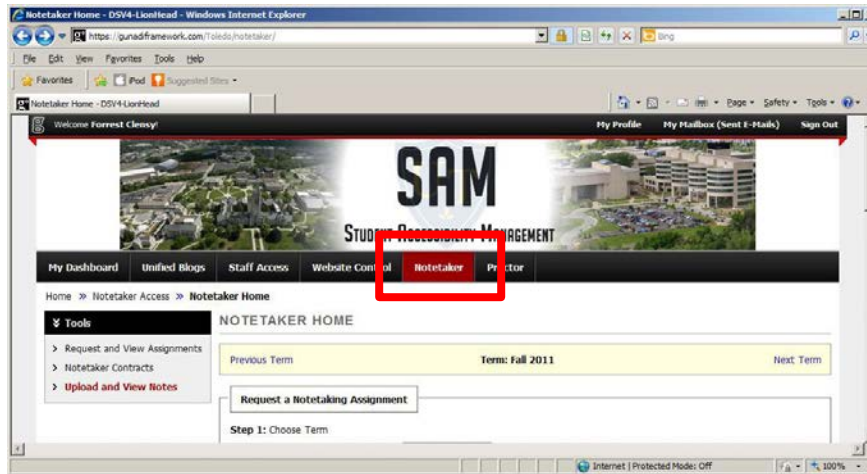 Notetaker Home - DSV4-LionHead - Windows Internet Explorer
https://gunadiframework.com/Toledo/notetaker/
Bing
File Edit View Favorites Tools Help
Favorites iPod Suggested Sites
Notetaker Home - DSV4-LionHead
Page Safety Tools
Welcome Forrest Clensy!
My Profile My Mailbox (Sent E-Mails) Sign Out
SAM
STUDENT ACCESSIBILITY MANAGEMENT
My Dashboard Unified Blogs Staff Access Website Control Notetaker Proctor
Home » Notetaker Access » Notetaker Home
Tools
NOTETAKER HOME
> Request and View Assignments
> Notetaker Contracts
> Upload and View Notes
Previous Term Term: Fall 2011 Next Term
Request a Notetaking Assignment
Step 1: Choose Term
Internet | Protected Mode: Off 100%